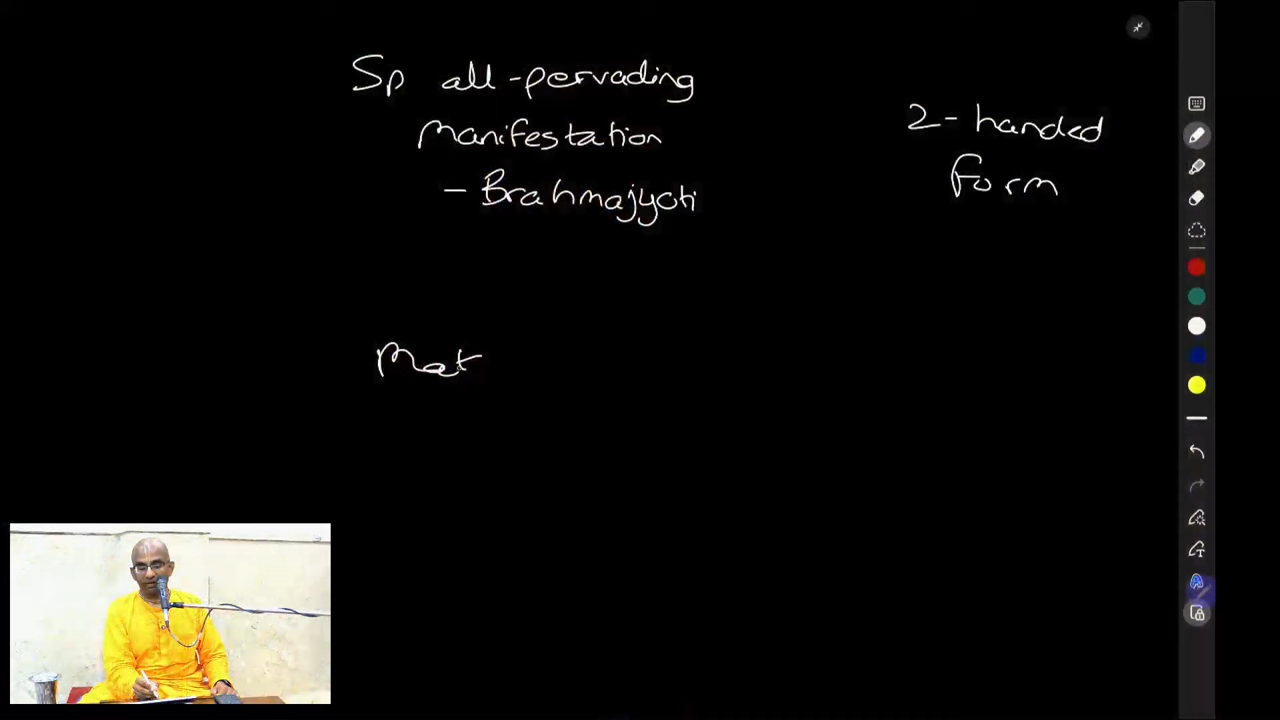 Sp all-pervading
manifestation
- Brahmajyoti
2-handed
form
Mat